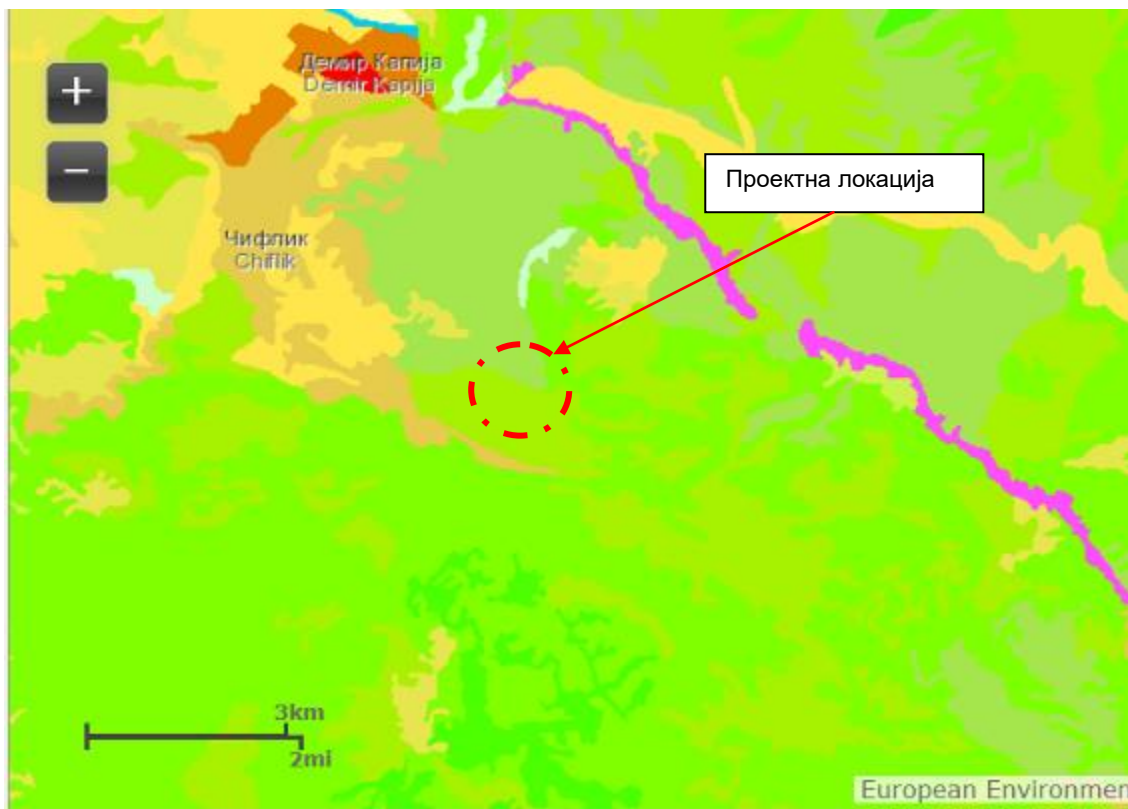 +
−
Демир Капија
Demir Kapija
Проектна локација
Чифлик
Chiflik
3km
2mi
European Environmen